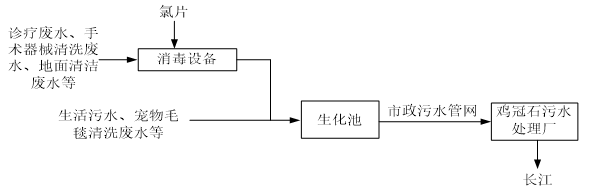 氯片
诊疗废水、手
术器械清洗废
水、地面清洁
废水等
消毒设备
生活污水、宠物毛
毯清洗废水等
生化池
市政污水管网
鸡冠石污水
处理厂
长江